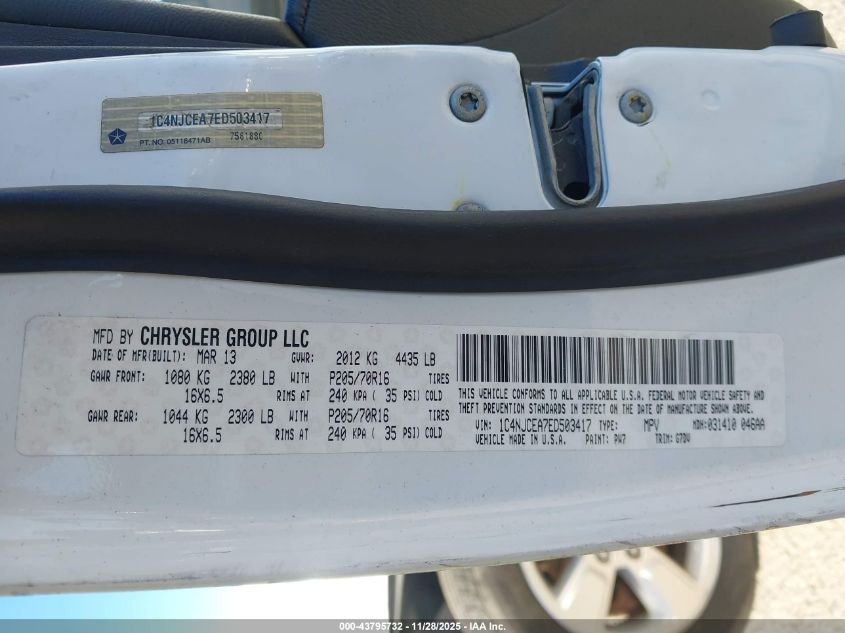 1C4NJCEA7ED503417
PT. NO. 05116471AB 7581880
MFD BY CHRYSLER GROUP LLC
DATE OF MFR(BUILT): MAR 13 GVWR: 2012 KG 4435 LB
GAWR FRONT: 1080 KG 2380 LB WITH P205/70R16 TIRES
16X6.5 RIMS AT 240 KPA ( 35 PSI) COLD
GAWR REAR: 1044 KG 2300 LB WITH P205/70R16 TIRES
16X6.5 RIMS AT 240 KPA ( 35 PSI) COLD
THIS VEHICLE CONFORMS TO ALL APPLICABLE U.S.A. FEDERAL MOTOR VEHICLE SAFETY AND
THEFT PREVENTION STANDARDS IN EFFECT ON THE DATE OF MANUFACTURE SHOWN ABOVE.
VIN: 1C4NJCEA7ED503417 TYPE: MPV MDH:031410 046AA
VEHICLE MADE IN U.S.A. PAINT: PW7 TRIM: G7DV
000-43795732 - 11/28/2025 - IAA Inc.